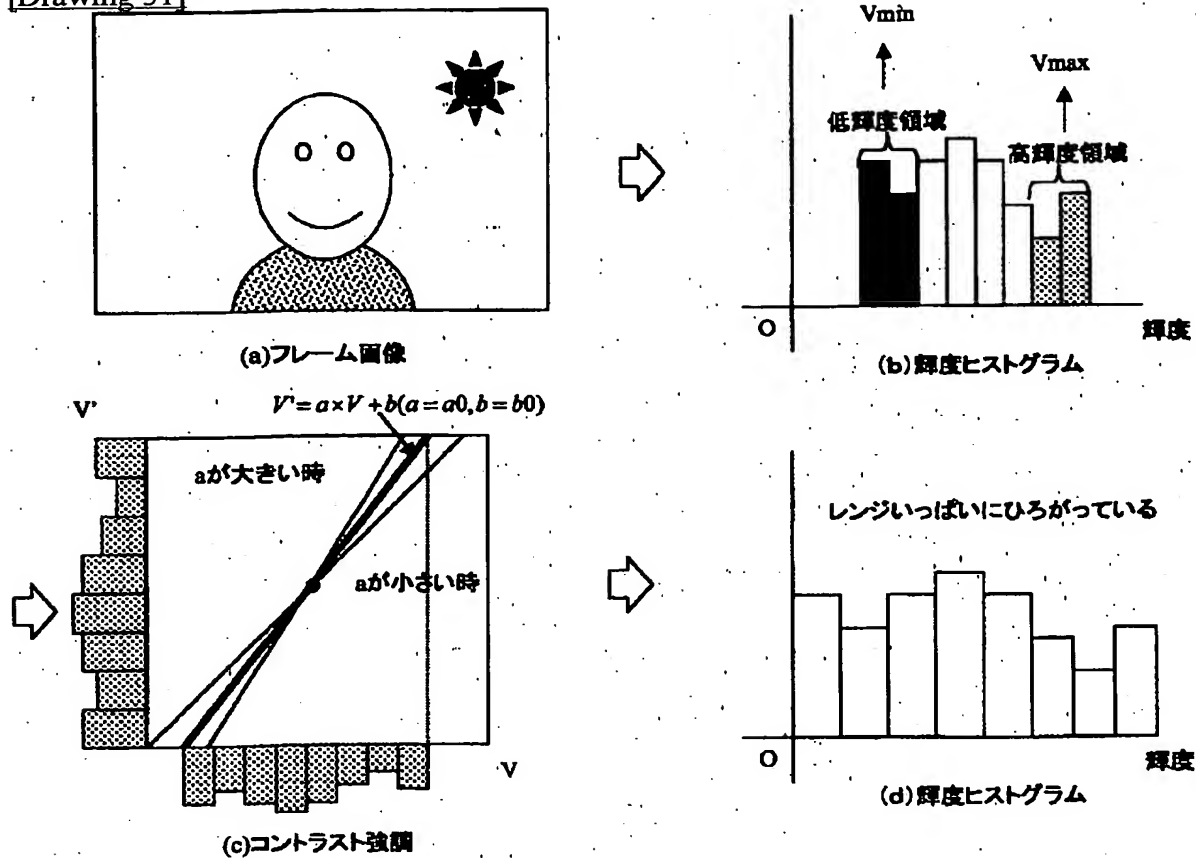 [Drawing 31]
Vmin
Vmax
低輝度領域
高輝度領域
O
輝度
(a)フレーム画像
(b)輝度ヒストグラム
V'
V'=a×V+b(a=a0,b=b0)
aが大きい時
aが小さい時
V
(c)コントラスト強調
レンジいっぱいにひろがっている
O
輝度
(d)輝度ヒストグラム